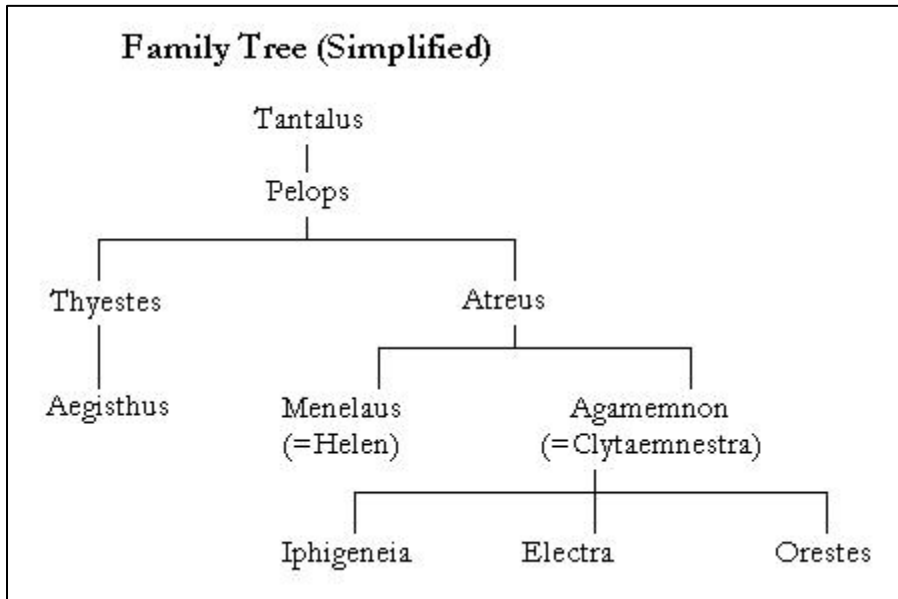 Family Tree (Simplified)
Tantalus
Pelops
Thyestes Atreus
Aegisthus Menelaus Agamemnon
(=Helen) (=Clytaemnestra)
Iphigeneia Electra Orestes